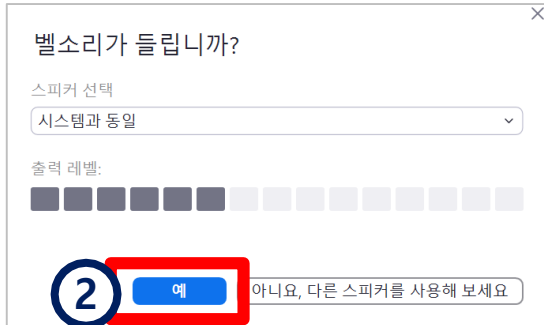 벨소리가 들립니까?
스피커 선택
시스템과 동일
출력 레벨:
2 예 아니요, 다른 스피커를 사용해 보세요